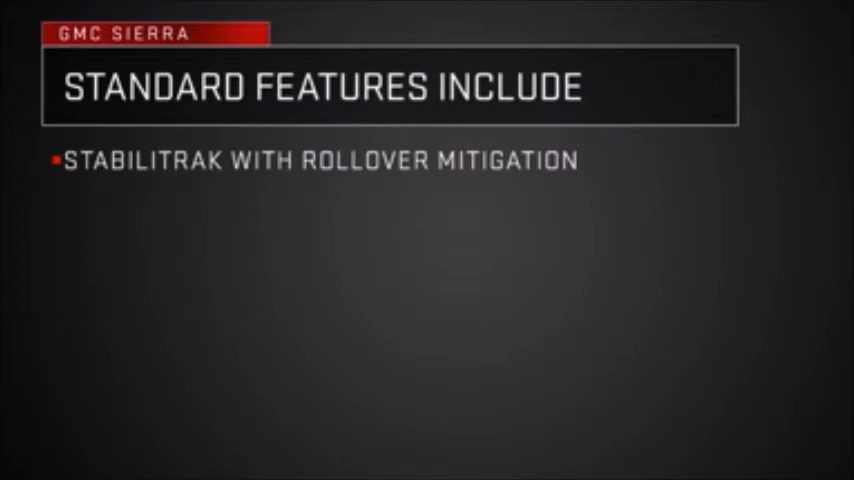 GMC SIERRA
STANDARD FEATURES INCLUDE
STABILITRAK WITH ROLLOVER MITIGATION